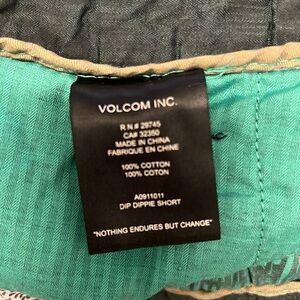 VOLCOM INC.
R.N.# 29745
CA# 32350
MADE IN CHINA
FABRIQUE EN CHINE
100% COTTON
100% COTON
A0911011
DIP DIPPIE SHORT
"NOTHING ENDURES BUT CHANGE"